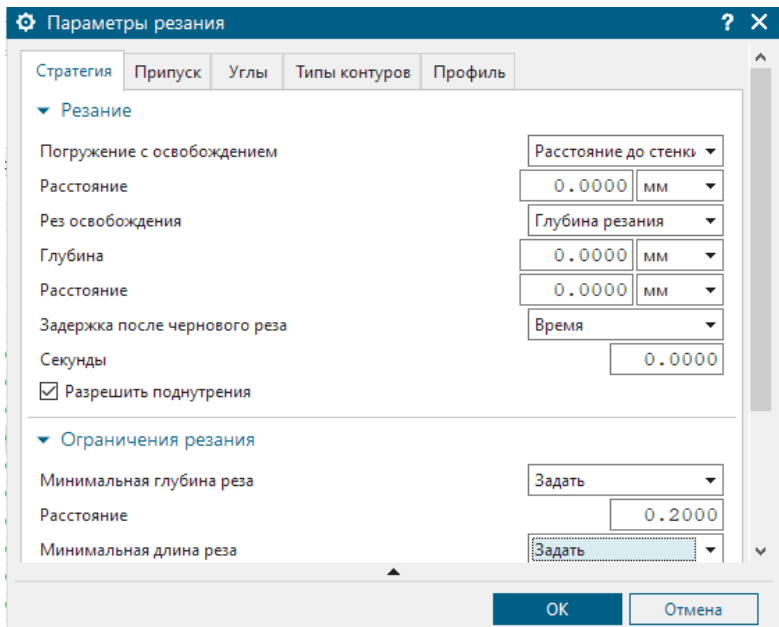 Параметры резания ?
Стратегия Припуск Углы Типы контуров Профиль
Резание
Погружение с освобождением Расстояние до стенки
Расстояние 0.0000 мм
Рез освобождения Глубина резания
Глубина 0.0000 мм
Расстояние 0.0000 мм
Задержка после чернового реза Время
Секунды 0.0000
Разрешить поднутрения
Ограничения резания
Минимальная глубина реза Задать
Расстояние 0.2000
Минимальная длина реза Задать
ОК Отмена